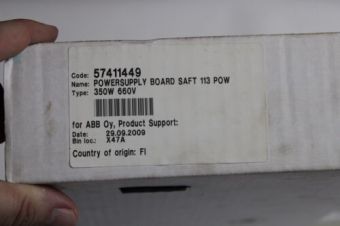 Code: 57411449
Name: POWERSUPPLY BOARD SAFT 113 POW
Type: 350W 660V
for ABB Oy, Product Support:
Date: 29.09.2009
Bin loc.: X47A
Country of origin: FI